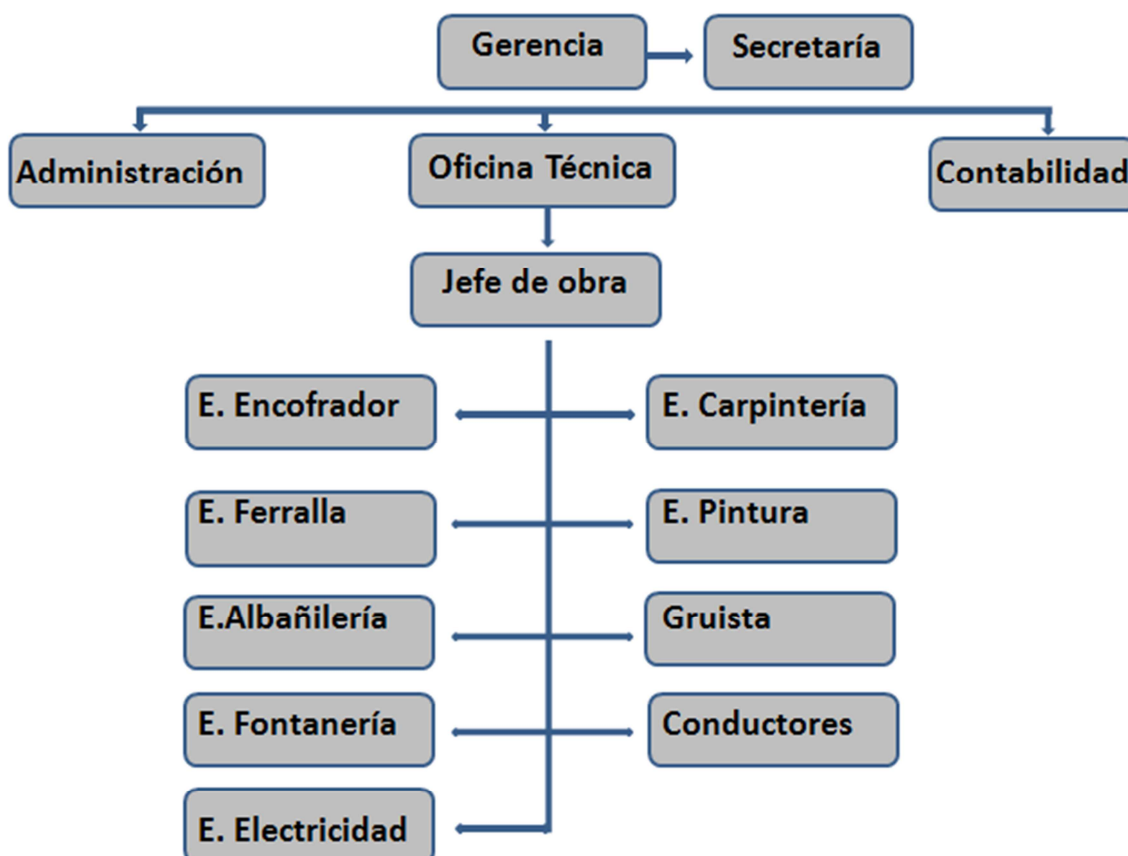 Gerencia
Secretaría
Administración
Oficina Técnica
Contabilidad
Jefe de obra
E. Encofrador
E. Carpintería
E. Ferralla
E. Pintura
E.Albañilería
Gruista
E. Fontanería
Conductores
E. Electricidad